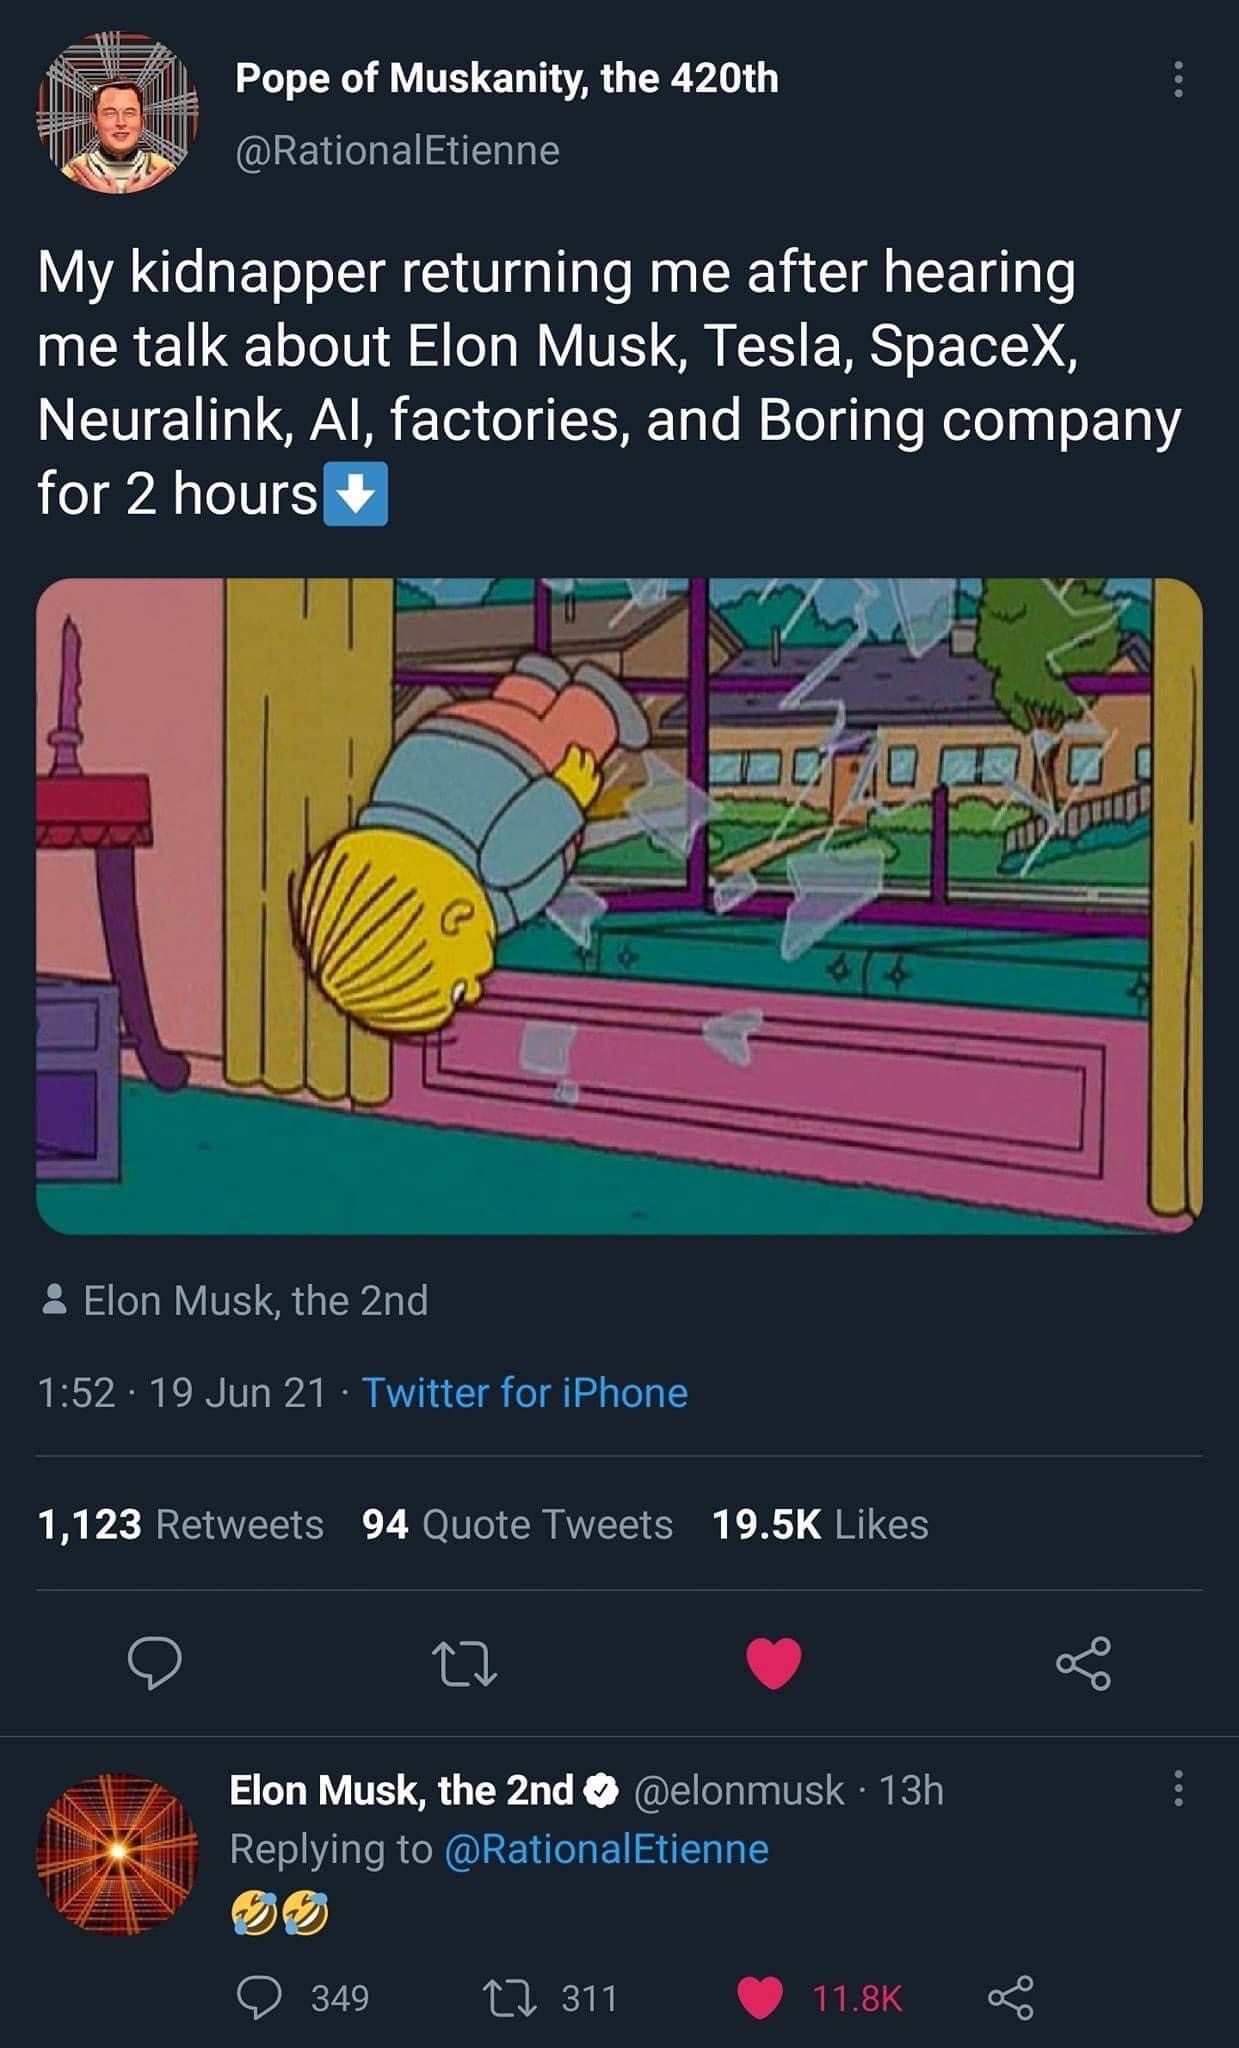 Pope of Muskanity, the 420th
@RationalEtienne
My kidnapper returning me after hearing
me talk about Elon Musk, Tesla, SpaceX,
Neuralink, AI, factories, and Boring company
for 2 hours⬇️
Elon Musk, the 2nd
1:52 · 19 Jun 21 · Twitter for iPhone
1,123 Retweets 94 Quote Tweets 19.5K Likes
Elon Musk, the 2nd @elonmusk · 13h
Replying to @RationalEtienne
🤣🤣
349 311 11.8K